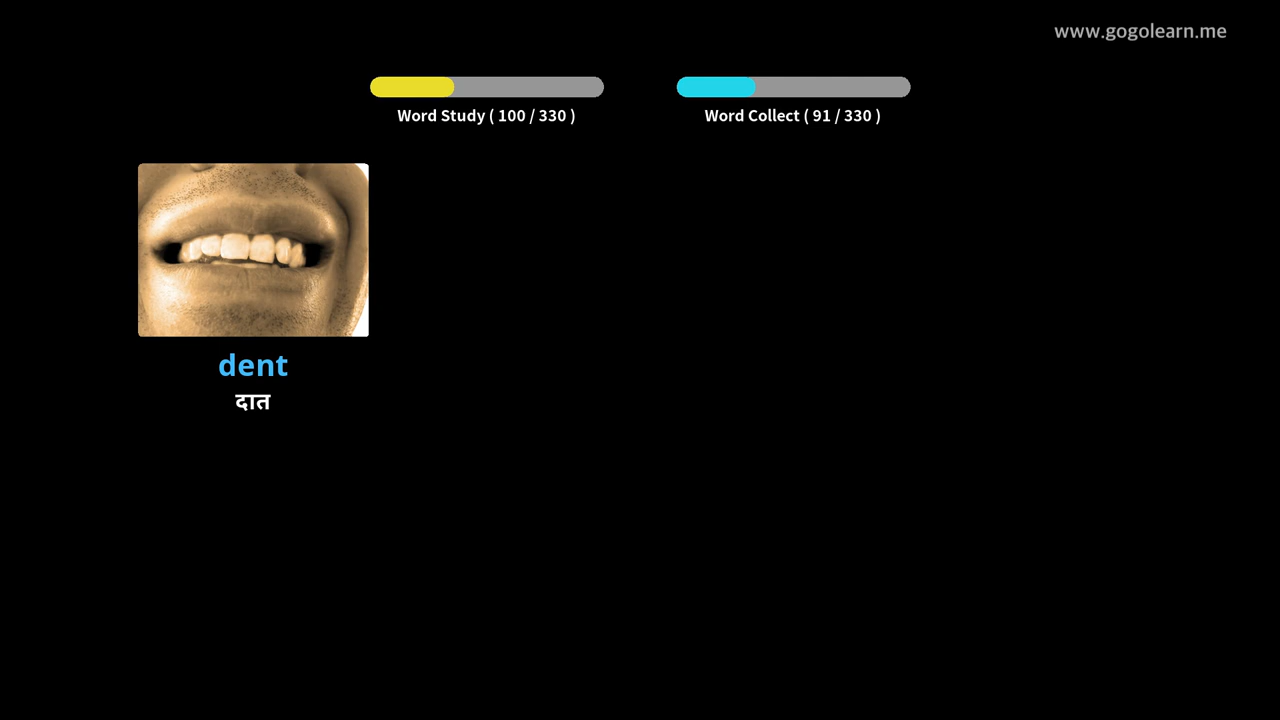 www.gogolearn.me
Word Study ( 100 / 330 )
Word Collect ( 91 / 330 )
dent
दात